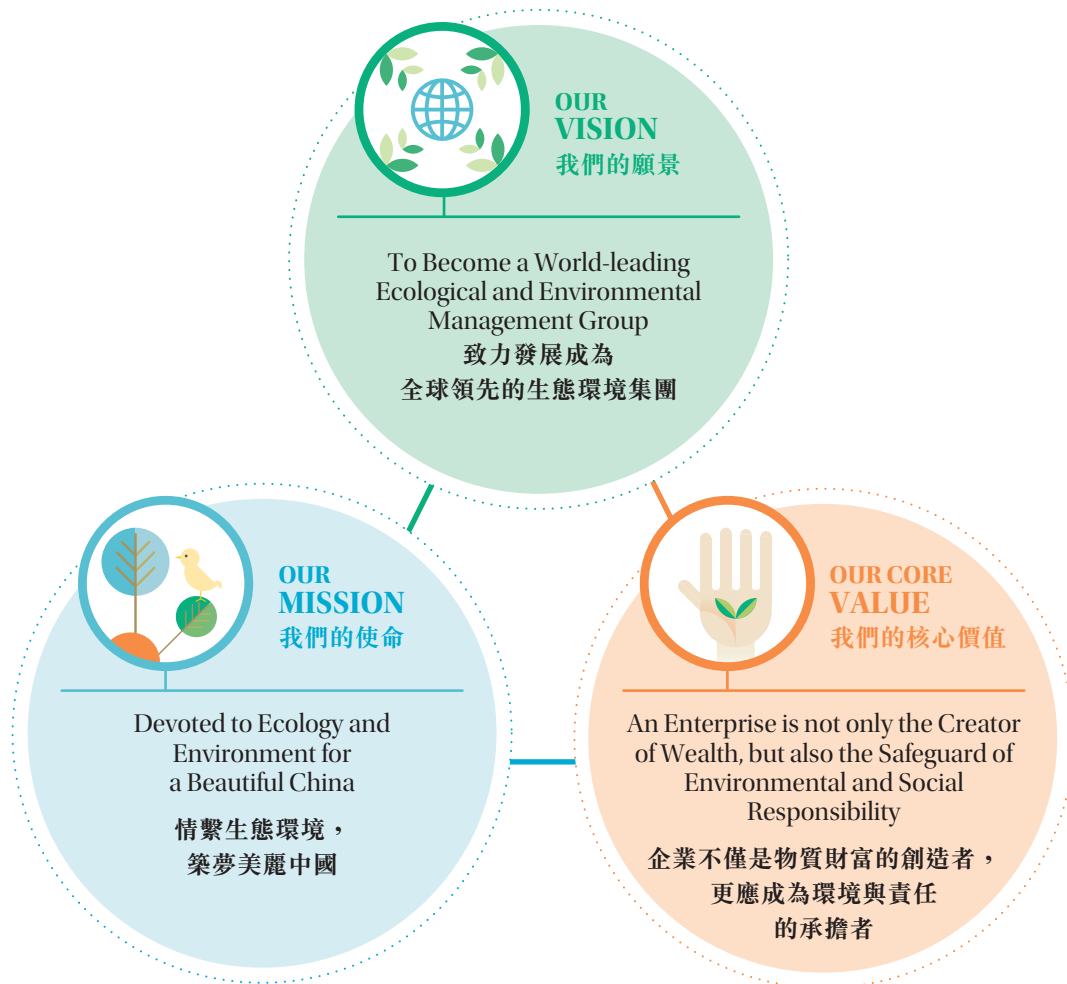 OUR
VISION
我們的願景
To Become a World-leading
Ecological and Environmental
Management Group
致力發展成為
全球領先的生態環境集團
OUR
MISSION
我們的使命
Devoted to Ecology and
Environment for
a Beautiful China
情繫生態環境，
築夢美麗中國
OUR CORE
VALUE
我們的核心價值
An Enterprise is not only the Creator
of Wealth, but also the Safeguard of
Environmental and Social
Responsibility
企業不僅是物質財富的創造者，
更應成為環境與責任
的承擔者